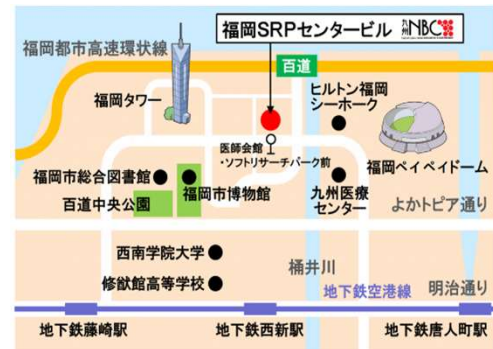 福岡SRPセンタービル
九州NBC
福岡都市高速環状線
百道
福岡タワー
ヒルトン福岡
シーホーク
医師会館
・ソフトリサーチパーク前
福岡ペイペイドーム
福岡市総合図書館
福岡市博物館
九州医療
センター
百道中央公園
よかトピア通り
西南学院大学
樋井川
修猷館高等学校
地下鉄空港線
明治通り
地下鉄藤崎駅
地下鉄西新駅
地下鉄唐人町駅